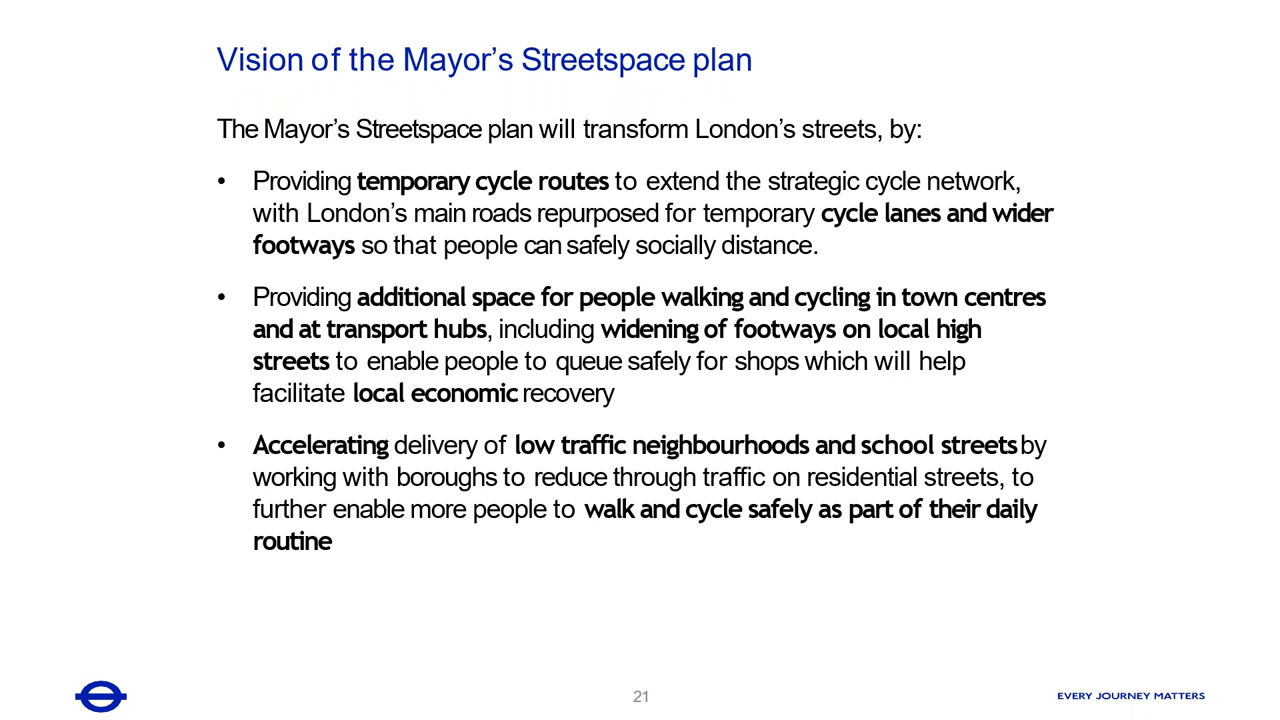 Vision of the Mayor’s Streetspace plan
The Mayor’s Streetspace plan will transform London’s streets, by:
• Providing temporary cycle routes to extend the strategic cycle network,
with London’s main roads repurposed for temporary cycle lanes and wider
footways so that people can safely socially distance.
• Providing additional space for people walking and cycling in town centres
and at transport hubs, including widening of footways on local high
streets to enable people to queue safely for shops which will help
facilitate local economic recovery
• Accelerating delivery of low traffic neighbourhoods and school streets by
working with boroughs to reduce through traffic on residential streets, to
further enable more people to walk and cycle safely as part of their daily
routine
21
EVERY JOURNEY MATTERS